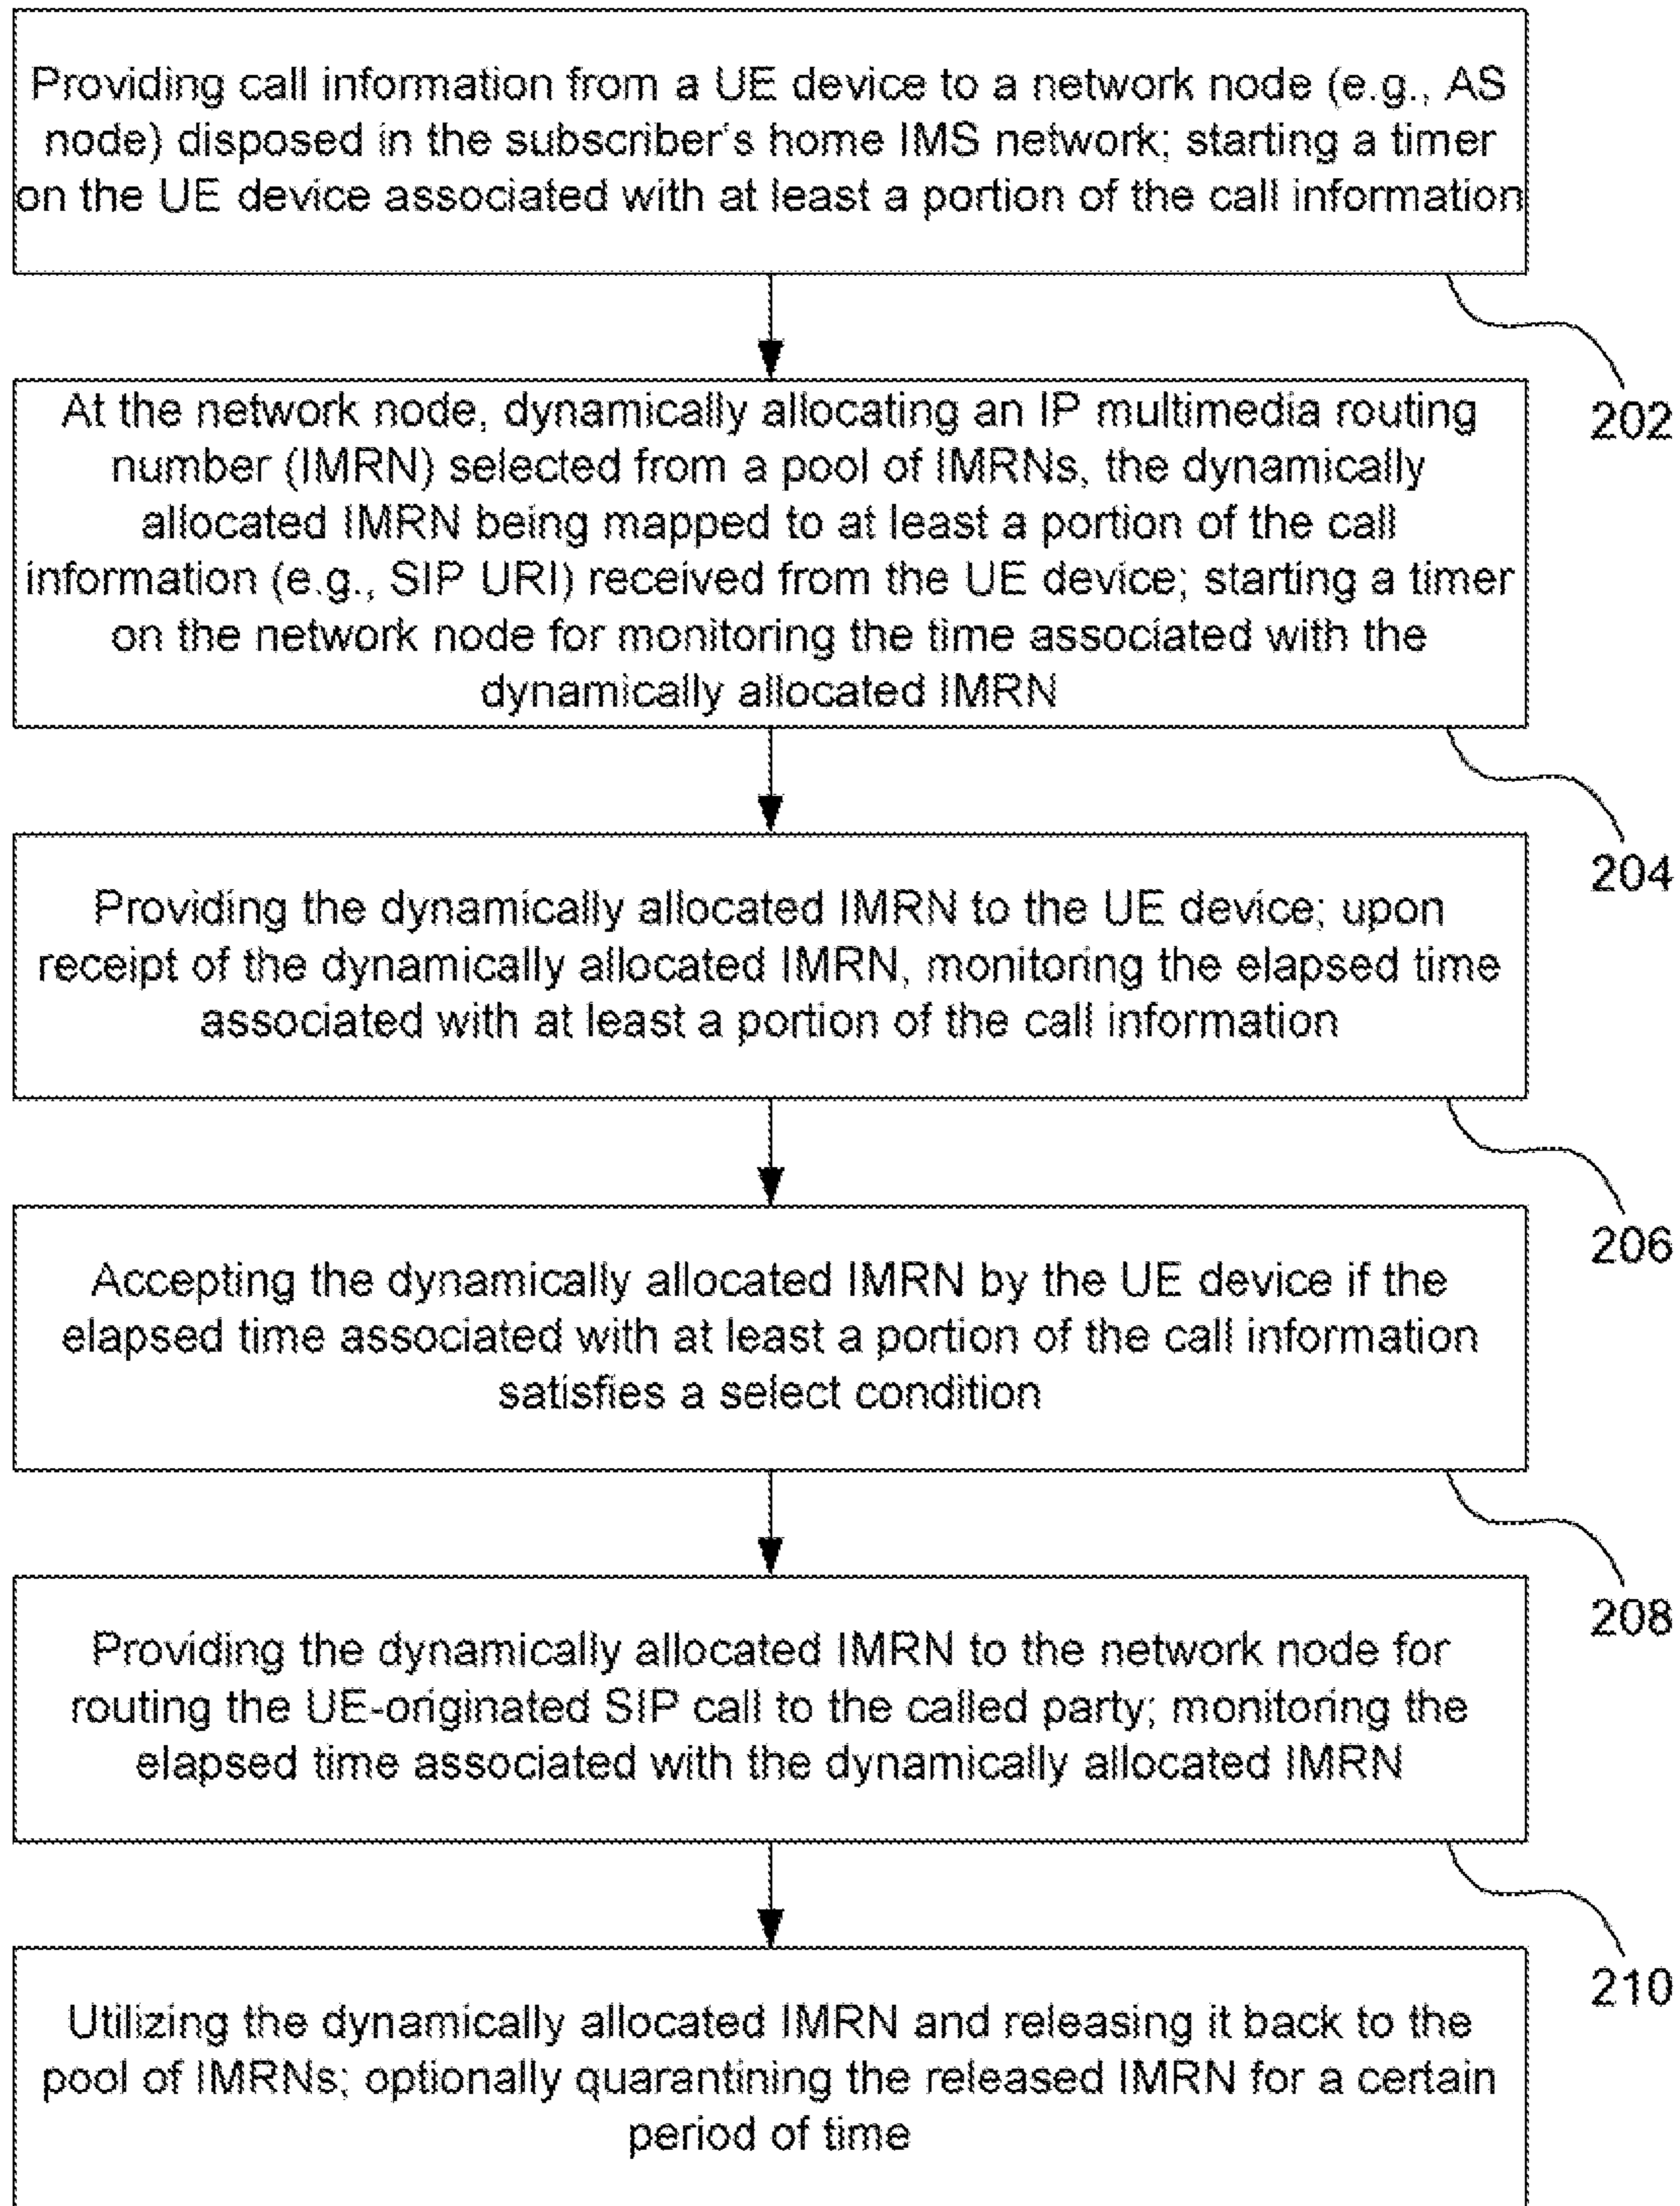 Providing call information from a UE device to a network node (e.g., AS
node) disposed in the subscriber's home IMS network; starting a timer
on the UE device associated with at least a portion of the call information
202
At the network node, dynamically allocating an IP multimedia routing
number (IMRN) selected from a pool of IMRNs, the dynamically
allocated IMRN being mapped to at least a portion of the call
information (e.g., SIP URI) received from the UE device; starting a timer
on the network node for monitoring the time associated with the
dynamically allocated IMRN
204
Providing the dynamically allocated IMRN to the UE device; upon
receipt of the dynamically allocated IMRN, monitoring the elapsed time
associated with at least a portion of the call information
206
Accepting the dynamically allocated IMRN by the UE device if the
elapsed time associated with at least a portion of the call information
satisfies a select condition
208
Providing the dynamically allocated IMRN to the network node for
routing the UE-originated SIP call to the called party; monitoring the
elapsed time associated with the dynamically allocated IMRN
210
Utilizing the dynamically allocated IMRN and releasing it back to the
pool of IMRNs; optionally quarantining the released IMRN for a certain
period of time